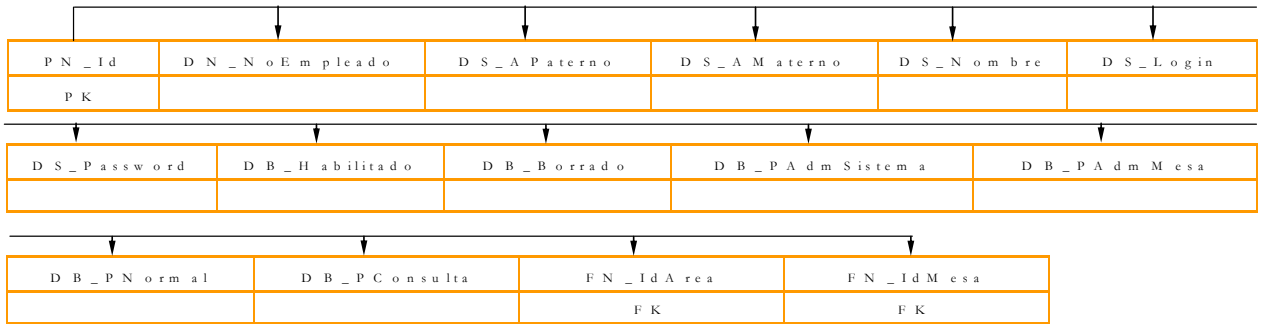 PN_Id DN_NoEmpleado DS_APaterno DS_AMaterno DS_Nombre DS_Login
PK
DS_Password DB_Habilitado DB_Borrado DB_PAdmSistema DB_PAdmMesa
DB_PNormal DB_PConsulta FN_IdArea FN_IdMesa
FK FK